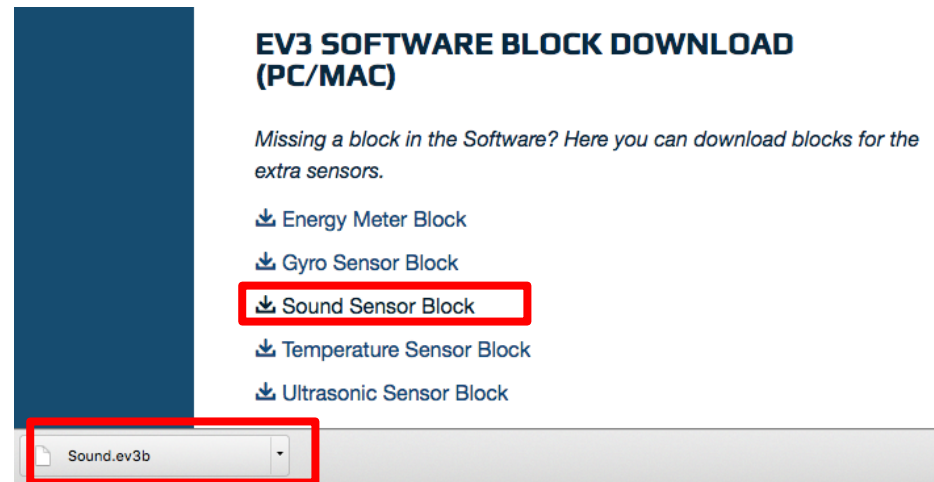 EV3 SOFTWARE BLOCK DOWNLOAD
(PC/MAC)
Missing a block in the Software? Here you can download blocks for the
extra sensors.
Energy Meter Block
Gyro Sensor Block
Sound Sensor Block
Temperature Sensor Block
Ultrasonic Sensor Block
Sound.ev3b